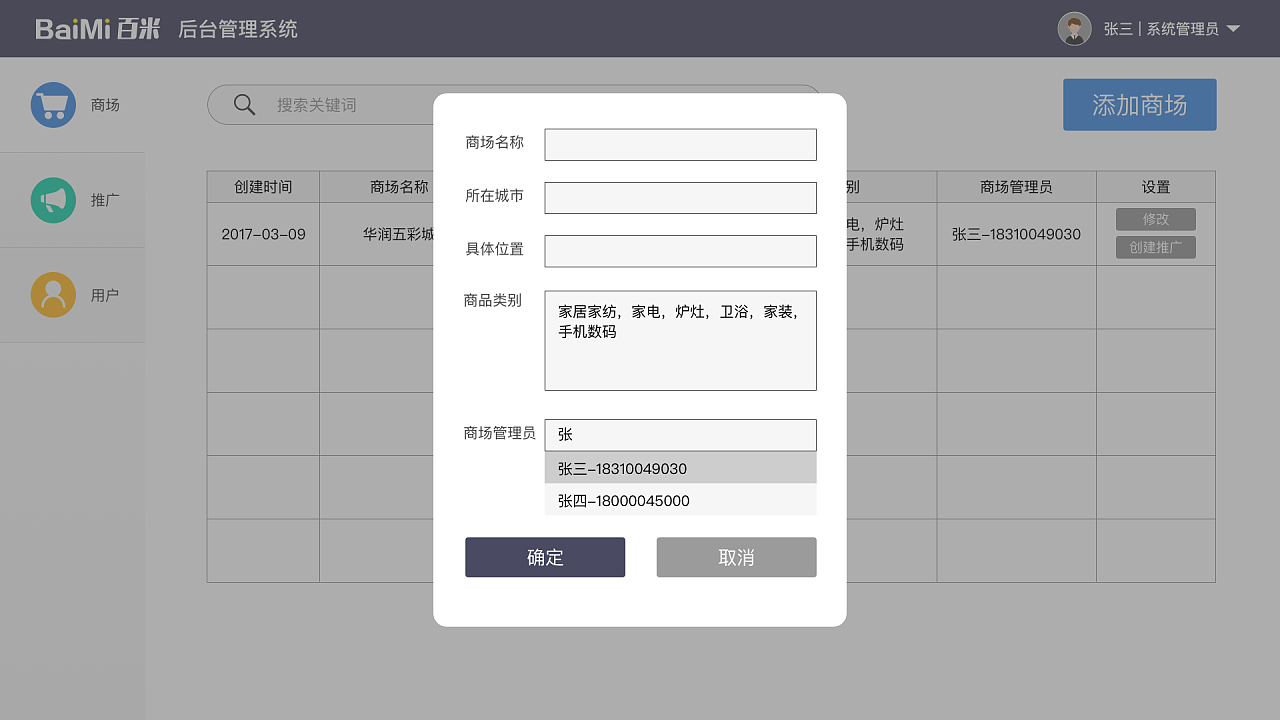 BaiMi 百米 后台管理系统
张三 | 系统管理员
商场
推广
用户
搜索关键词
添加商场
创建时间 商场名称 别 商场管理员 设置
2017-03-09 华润五彩城 电，炉灶 张三-18310049030 修改
手机数码 创建推广
商场名称
所在城市
具体位置
商品类别
家居家纺，家电，炉灶，卫浴，家装，
手机数码
商场管理员 张
张三-18310049030
张四-18000045000
确定 取消